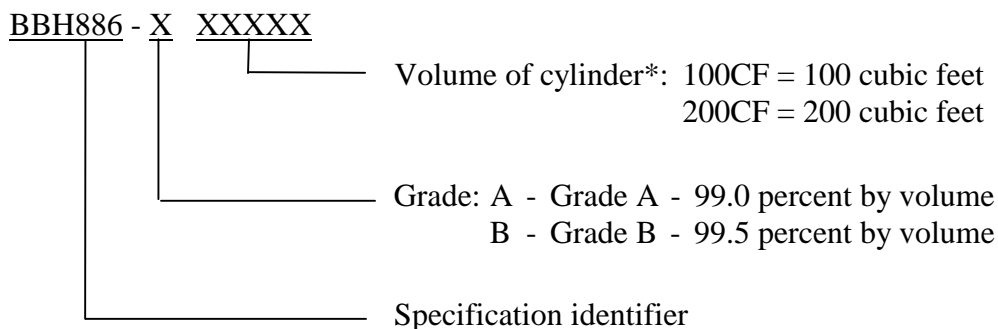 BBH886 - X XXXXX
Volume of cylinder*: 100CF = 100 cubic feet
200CF = 200 cubic feet
Grade: A - Grade A - 99.0 percent by volume
B - Grade B - 99.5 percent by volume
Specification identifier